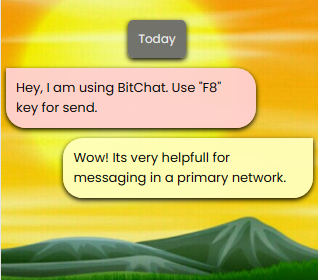 Today
Hey, I am using BitChat. Use "F8"
key for send.
Wow! Its very helpfull for
messaging in a primary network.